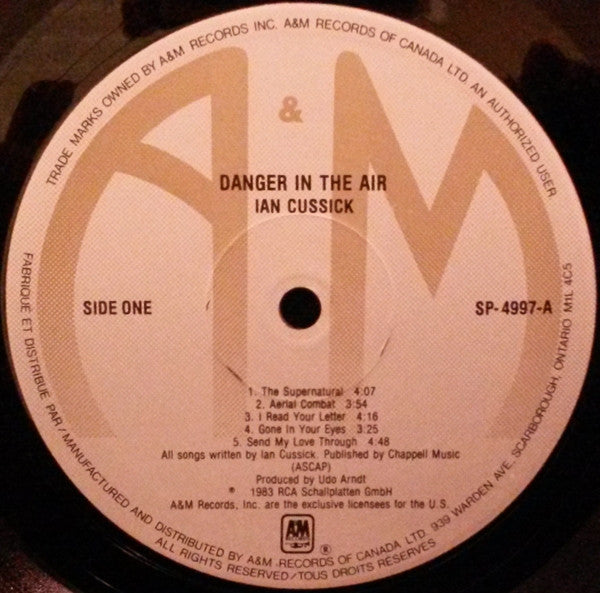 TRADE MARKS OWNED BY A&M RECORDS INC. A&M RECORDS OF CANADA LTD. AN AUTHORIZED USER
&
DANGER IN THE AIR
IAN CUSSICK
SIDE ONE
SP-4997-A
1. The Supernatural 4:07
2. Aerial Combat 3:54
3. I Read Your Letter 4:16
4. Gone In Your Eyes 3:25
5. Send My Love Through 4:48
All songs written by Ian Cussick. Published by Chappell Music
(ASCAP)
Produced by Udo Arndt
℗ 1983 RCA Schallplatten GmbH
A&M Records, Inc. are the exclusive licensees for the U.S.
A&M
RECORDS
®
FABRIQUÉ ET DISTRIBUÉ PAR / MANUFACTURED AND DISTRIBUTED BY A&M RECORDS OF CANADA LTD. 939 WARDEN AVE, SCARBOROUGH, ONTARIO M1L 4C5
ALL RIGHTS RESERVED/TOUS DROITS RESERVÉS